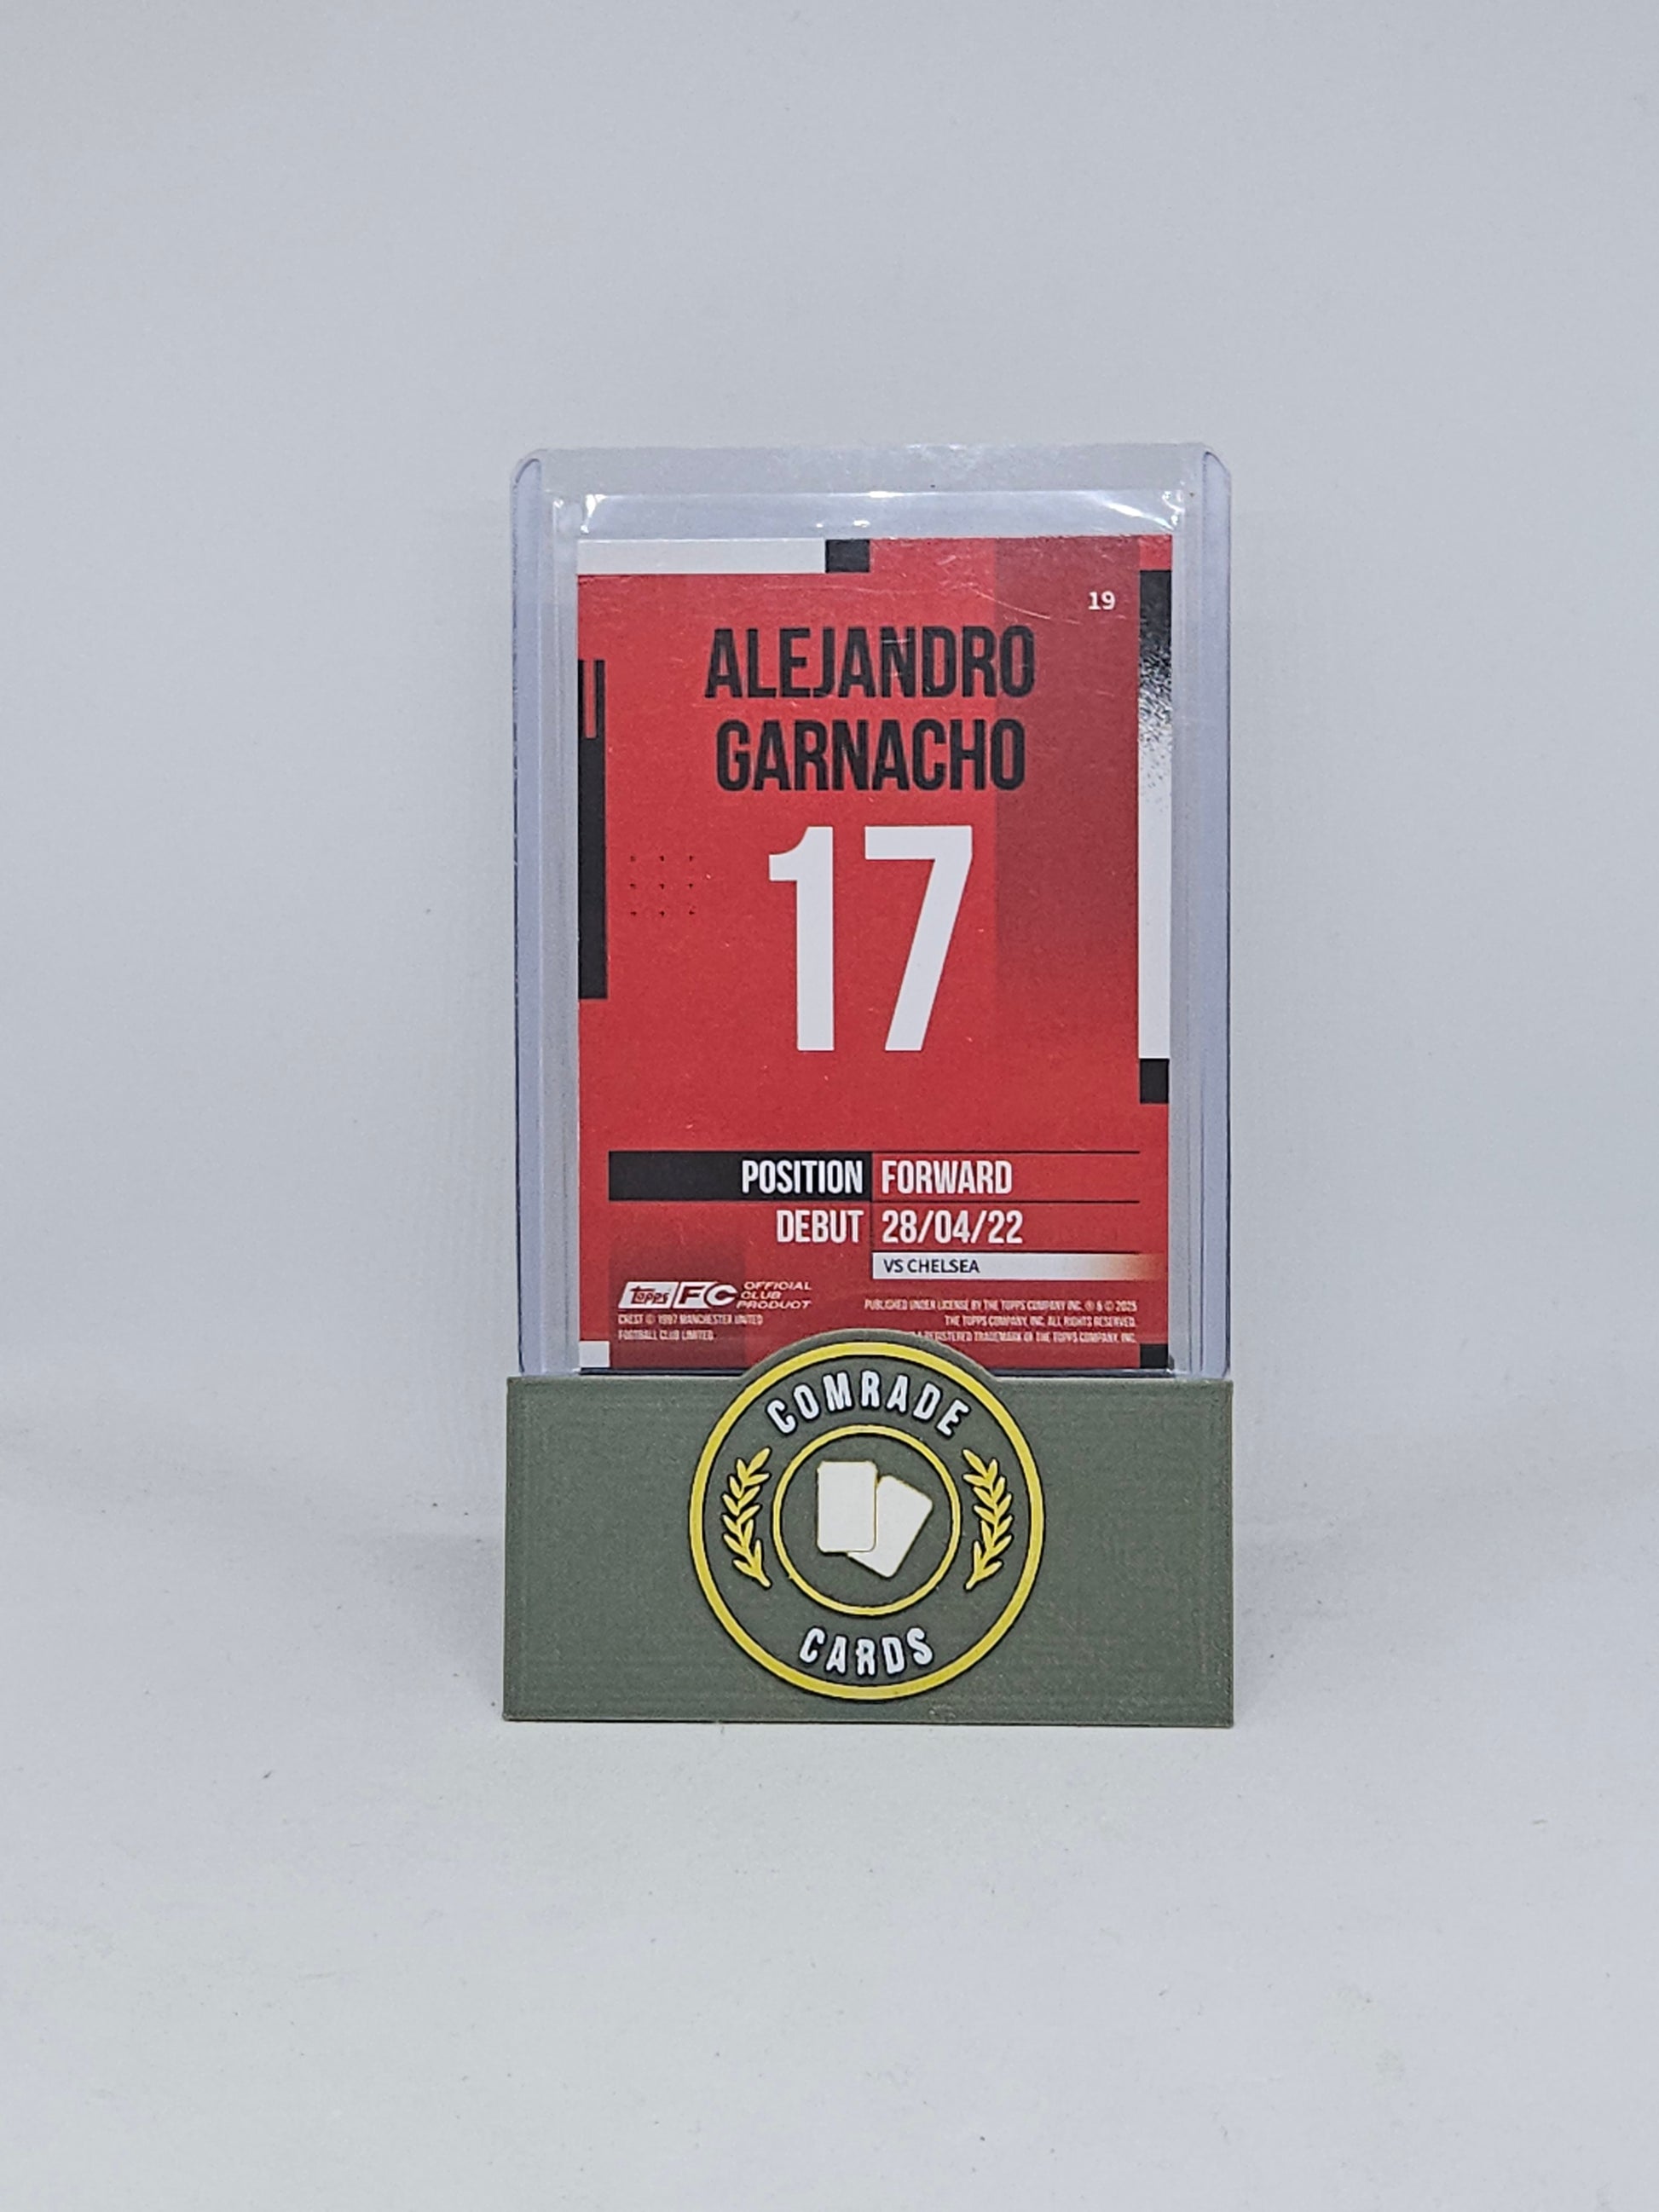 19
ALEJANDRO
GARNACHO
17
POSITION FORWARD
DEBUT 28/04/22
VS CHELSEA
topps FC OFFICIAL
CLUB
PRODUCT
CREST © 1997 MANCHESTER UNITED
FOOTBALL CLUB LIMITED.
PUBLISHED UNDER LICENSE BY THE TOPPS COMPANY INC. ® & © 2025
THE TOPPS COMPANY, INC. ALL RIGHTS RESERVED.
REGISTERED TRADEMARK OF THE TOPPS COMPANY, INC.
COMRADE
CARDS